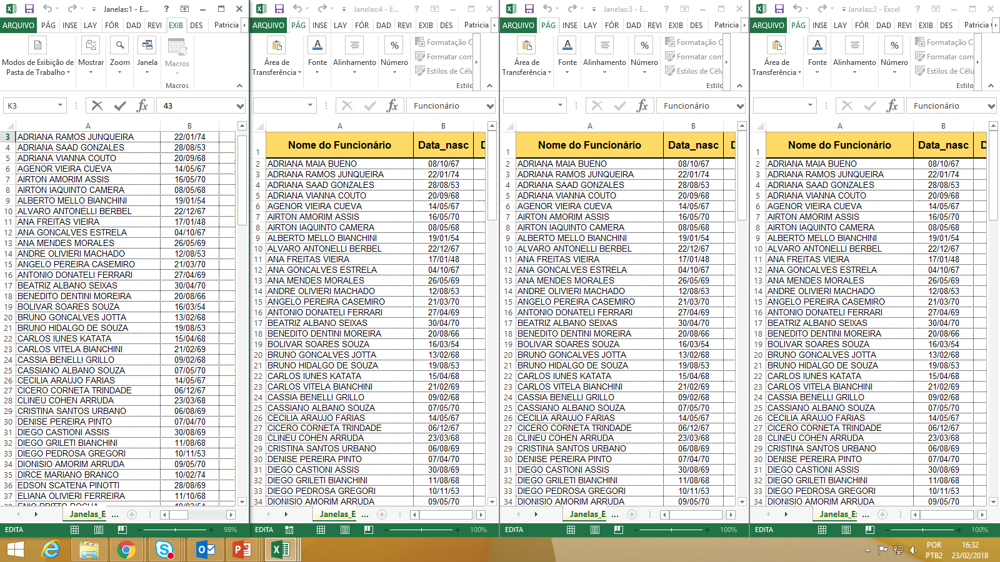 Janelas:1 - E...
ARQUIVO PÁG INSE LAY FÓR DAD REVI EXIB DES Patricia
Modos de Exibição de Pasta de Trabalho
Mostrar
Zoom
Janela
Macros
Macros
K3
43
A B
3 ADRIANA RAMOS JUNQUEIRA 22/01/74
4 ADRIANA SAAD GONZALES 28/08/53
5 ADRIANA VIANNA COUTO 20/09/68
6 AGENOR VIEIRA CUEVA 14/05/67
7 AIRTON AMORIM ASSIS 16/05/70
8 AIRTON IAQUINTO CAMERA 08/05/68
9 ALBERTO MELLO BIANCHINI 19/01/54
10 ALVARO ANTONELLI BERBEL 22/12/67
11 ANA FREITAS VIEIRA 17/01/48
12 ANA GONCALVES ESTRELA 04/10/67
13 ANA MENDES MORALES 26/05/69
14 ANDRE OLIVIERI MACHADO 12/08/53
15 ANGELO PEREIRA CASEMIRO 21/03/70
16 ANTONIO DONATELI FERRARI 27/04/69
17 BEATRIZ ALBANO SEIXAS 30/04/70
18 BENEDITO DENTINI MOREIRA 20/08/66
19 BOLIVAR SOARES SOUZA 16/03/54
20 BRUNO GONCALVES JOTTA 13/02/68
21 BRUNO HIDALGO DE SOUZA 19/08/53
22 CARLOS IUNES KATATA 15/04/68
23 CARLOS VITELA BIANCHINI 21/02/69
24 CASSIA BENELLI GRILLO 09/02/68
25 CASSIANO ALBANO SOUZA 07/05/70
26 CECILIA ARAUJO FARIAS 14/05/67
27 CICERO CORNETA TRINDADE 06/12/67
28 CLINEU COHEN ARRUDA 23/03/68
29 CRISTINA SANTOS URBANO 06/08/69
30 DENISE PEREIRA PINTO 07/04/70
31 DIEGO CASTIONI ASSIS 30/08/69
32 DIEGO GRILETI BIANCHINI 11/08/68
33 DIEGO PEDROSA GREGORI 10/11/53
34 DIONISIO AMORIM ARRUDA 09/05/70
35 DIRCE MARIANO BRANCO 10/02/74
36 EDSON SCATENA PINOTTI 28/08/69
37 ELIANA OLIVIERI FERREIRA 11/10/68
Janelas_E ...
EDITA 98%
Janelas:4 - Exc...
ARQUIVO PÁG INSE LAY FÓR DAD REVI EXIB DES Patricia
Área de Transferência
Fonte
Alinhamento
Número
Formatação C
Formatar com
Estilos de Célu
Estilo
Funcionário
A B
1 Nome do Funcionário Data_nasc D
2 ADRIANA MAIA BUENO 08/10/67
3 ADRIANA RAMOS JUNQUEIRA 22/01/74
4 ADRIANA SAAD GONZALES 28/08/53
5 ADRIANA VIANNA COUTO 20/09/68
6 AGENOR VIEIRA CUEVA 14/05/67
7 AIRTON AMORIM ASSIS 16/05/70
8 AIRTON IAQUINTO CAMERA 08/05/68
9 ALBERTO MELLO BIANCHINI 19/01/54
10 ALVARO ANTONELLI BERBEL 22/12/67
11 ANA FREITAS VIEIRA 17/01/48
12 ANA GONCALVES ESTRELA 04/10/67
13 ANA MENDES MORALES 26/05/69
14 ANDRE OLIVIERI MACHADO 12/08/53
15 ANGELO PEREIRA CASEMIRO 21/03/70
16 ANTONIO DONATELI FERRARI 27/04/69
17 BEATRIZ ALBANO SEIXAS 30/04/70
18 BENEDITO DENTINI MOREIRA 20/08/66
19 BOLIVAR SOARES SOUZA 16/03/54
20 BRUNO GONCALVES JOTTA 13/02/68
21 BRUNO HIDALGO DE SOUZA 19/08/53
22 CARLOS IUNES KATATA 15/04/68
23 CARLOS VITELA BIANCHINI 21/02/69
24 CASSIA BENELLI GRILLO 09/02/68
25 CASSIANO ALBANO SOUZA 07/05/70
26 CECILIA ARAUJO FARIAS 14/05/67
27 CICERO CORNETA TRINDADE 06/12/67
28 CLINEU COHEN ARRUDA 23/03/68
29 CRISTINA SANTOS URBANO 06/08/69
30 DENISE PEREIRA PINTO 07/04/70
31 DIEGO CASTIONI ASSIS 30/08/69
32 DIEGO GRILETI BIANCHINI 11/08/68
33 DIEGO PEDROSA GREGORI 10/11/53
34 DIONISIO AMORIM ARRUDA 09/05/70
Janelas_E ...
EDITA 100%
Janelas:3 - Exc...
ARQUIVO PÁG INSE LAY FÓR DAD REVI EXIB DES Patricia
Área de Transferência
Fonte
Alinhamento
Número
Formatação C
Formatar com
Estilos de Célu
Estilo
Funcionário
A B
1 Nome do Funcionário Data_nasc D
2 ADRIANA MAIA BUENO 08/10/67
3 ADRIANA RAMOS JUNQUEIRA 22/01/74
4 ADRIANA SAAD GONZALES 28/08/53
5 ADRIANA VIANNA COUTO 20/09/68
6 AGENOR VIEIRA CUEVA 14/05/67
7 AIRTON AMORIM ASSIS 16/05/70
8 AIRTON IAQUINTO CAMERA 08/05/68
9 ALBERTO MELLO BIANCHINI 19/01/54
10 ALVARO ANTONELLI BERBEL 22/12/67
11 ANA FREITAS VIEIRA 17/01/48
12 ANA GONCALVES ESTRELA 04/10/67
13 ANA MENDES MORALES 26/05/69
14 ANDRE OLIVIERI MACHADO 12/08/53
15 ANGELO PEREIRA CASEMIRO 21/03/70
16 ANTONIO DONATELI FERRARI 27/04/69
17 BEATRIZ ALBANO SEIXAS 30/04/70
18 BENEDITO DENTINI MOREIRA 20/08/66
19 BOLIVAR SOARES SOUZA 16/03/54
20 BRUNO GONCALVES JOTTA 13/02/68
21 BRUNO HIDALGO DE SOUZA 19/08/53
22 CARLOS IUNES KATATA 15/04/68
23 CARLOS VITELA BIANCHINI 21/02/69
24 CASSIA BENELLI GRILLO 09/02/68
25 CASSIANO ALBANO SOUZA 07/05/70
26 CECILIA ARAUJO FARIAS 14/05/67
27 CICERO CORNETA TRINDADE 06/12/67
28 CLINEU COHEN ARRUDA 23/03/68
29 CRISTINA SANTOS URBANO 06/08/69
30 DENISE PEREIRA PINTO 07/04/70
31 DIEGO CASTIONI ASSIS 30/08/69
32 DIEGO GRILETI BIANCHINI 11/08/68
33 DIEGO PEDROSA GREGORI 10/11/53
34 DIONISIO AMORIM ARRUDA 09/05/70
Janelas_E ...
EDITA 100%
Janelas:2 - Excel
ARQUIVO PÁG INSE LAY FÓR DAD REVI EXIB DES Patricia
Área de Transferência
Fonte
Alinhamento
Número
Formatação C
Formatar com
Estilos de Célu
Estilo
Funcionário
A B
1 Nome do Funcionário Data_nasc D
2 ADRIANA MAIA BUENO 08/10/67
3 ADRIANA RAMOS JUNQUEIRA 22/01/74
4 ADRIANA SAAD GONZALES 28/08/53
5 ADRIANA VIANNA COUTO 20/09/68
6 AGENOR VIEIRA CUEVA 14/05/67
7 AIRTON AMORIM ASSIS 16/05/70
8 AIRTON IAQUINTO CAMERA 08/05/68
9 ALBERTO MELLO BIANCHINI 19/01/54
10 ALVARO ANTONELLI BERBEL 22/12/67
11 ANA FREITAS VIEIRA 17/01/48
12 ANA GONCALVES ESTRELA 04/10/67
13 ANA MENDES MORALES 26/05/69
14 ANDRE OLIVIERI MACHADO 12/08/53
15 ANGELO PEREIRA CASEMIRO 21/03/70
16 ANTONIO DONATELI FERRARI 27/04/69
17 BEATRIZ ALBANO SEIXAS 30/04/70
18 BENEDITO DENTINI MOREIRA 20/08/66
19 BOLIVAR SOARES SOUZA 16/03/54
20 BRUNO GONCALVES JOTTA 13/02/68
21 BRUNO HIDALGO DE SOUZA 19/08/53
22 CARLOS IUNES KATATA 15/04/68
23 CARLOS VITELA BIANCHINI 21/02/69
24 CASSIA BENELLI GRILLO 09/02/68
25 CASSIANO ALBANO SOUZA 07/05/70
26 CECILIA ARAUJO FARIAS 14/05/67
27 CICERO CORNETA TRINDADE 06/12/67
28 CLINEU COHEN ARRUDA 23/03/68
29 CRISTINA SANTOS URBANO 06/08/69
30 DENISE PEREIRA PINTO 07/04/70
31 DIEGO CASTIONI ASSIS 30/08/69
32 DIEGO GRILETI BIANCHINI 11/08/68
33 DIEGO PEDROSA GREGORI 10/11/53
34 DIONISIO AMORIM ARRUDA 09/05/70
Janelas_E ...
EDITA 100%
POR 16:32
PTB2 23/02/2018